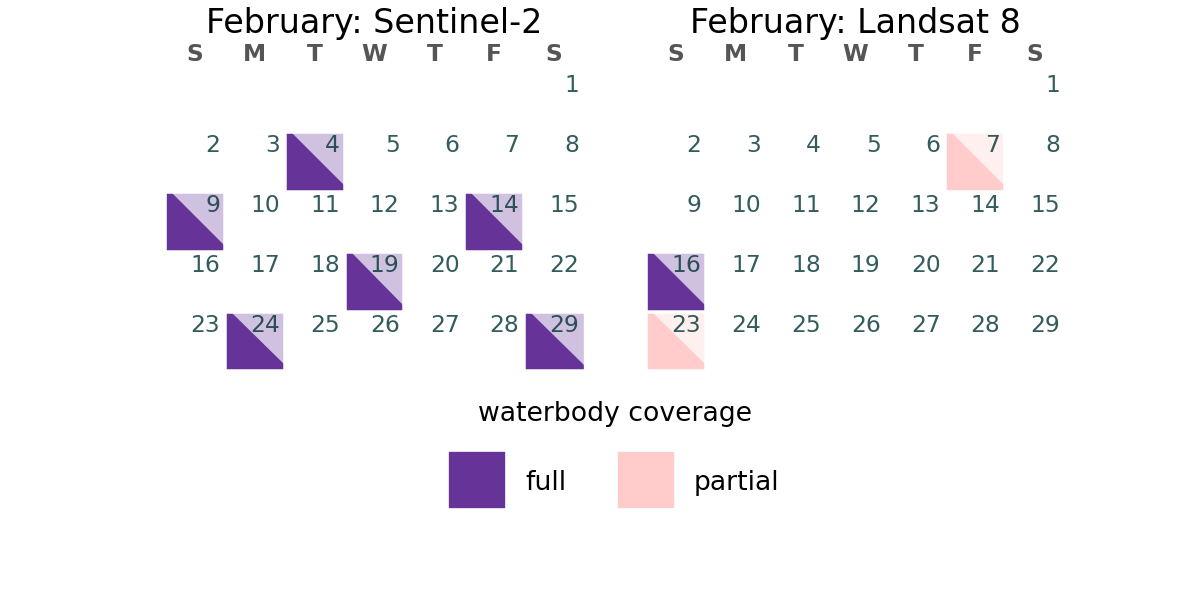 February: Sentinel-2
S M T W T F S
1
2 3 4 5 6 7 8
9 10 11 12 13 14 15
16 17 18 19 20 21 22
23 24 25 26 27 28 29
February: Landsat 8
S M T W T F S
1
2 3 4 5 6 7 8
9 10 11 12 13 14 15
16 17 18 19 20 21 22
23 24 25 26 27 28 29
waterbody coverage
full partial